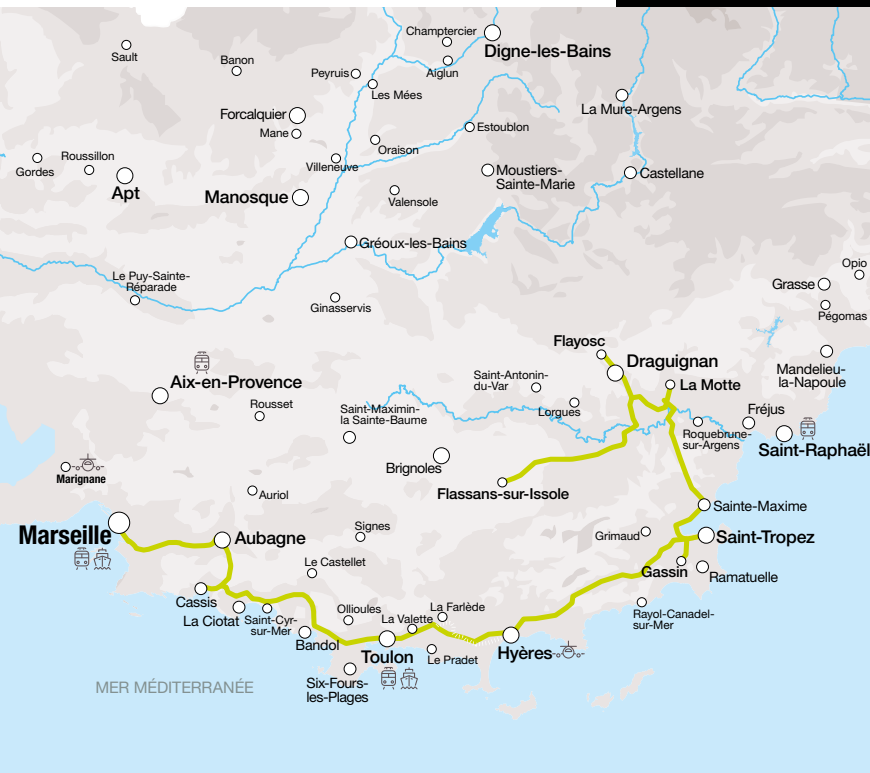 Champtercier
Digne-les-Bains
Sault
Banon
Peyruis
Aiglun
Les Mées
La Mure-Argens
Forcalquier
Mane
Estoublon
Oraison
Roussillon
Gordes
Villeneuve
Moustiers-
Sainte-Marie
Castellane
Apt
Manosque
Valensole
Gréoux-les-Bains
Opio
Le Puy-Sainte-
Réparade
Grasse
Ginasservis
Pégomas
Flayosc
Draguignan
Aix-en-Provence
Saint-Antonin-
du-Var
La Motte
Mandelieu-
la-Napoule
Rousset
Saint-Maximin-
la Sainte-Baume
Lorgues
Fréjus
Roquebrune-
sur-Argens
Saint-Raphaël
Brignoles
Marignane
Flassans-sur-Issole
Auriol
Sainte-Maxime
Marseille
Aubagne
Signes
Grimaud
Saint-Tropez
Le Castellet
Gassin
Ramatuelle
Cassis
La Ciotat
Saint-Cyr-
sur-Mer
Ollioules
La Valette
La Farlède
Rayol-Canadel-
sur-Mer
Bandol
Toulon
Le Pradet
Hyères
Six-Fours-
les-Plages
MER MÉDITERRANÉE